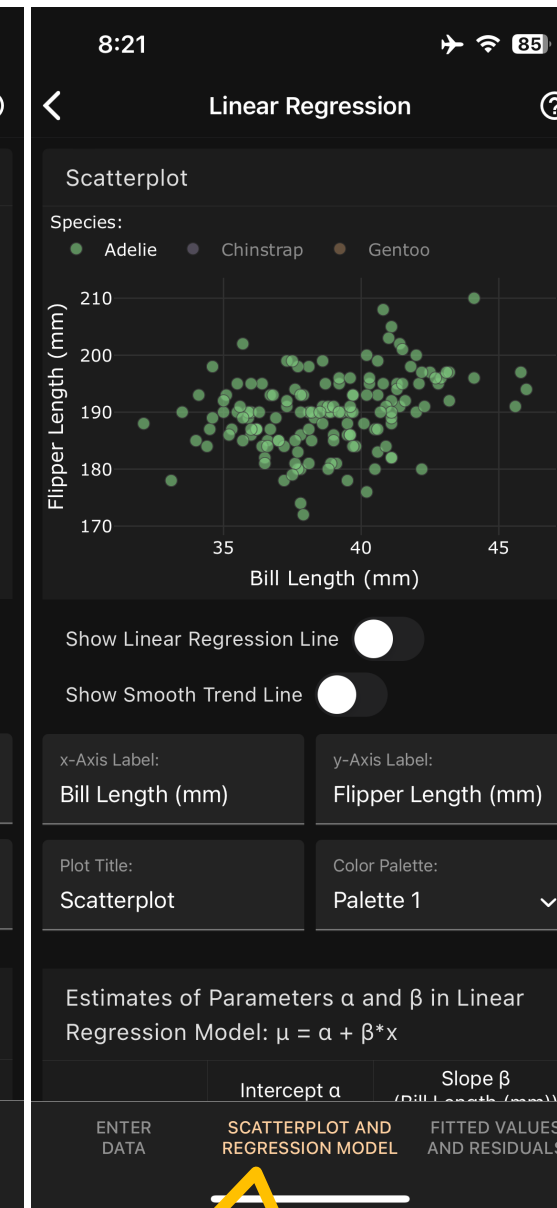 8:21
85
Linear Regression
Scatterplot
Species:
Adelie Chinstrap Gentoo
Flipper Length (mm)
210
200
190
180
170
35 40 45
Bill Length (mm)
Show Linear Regression Line
Show Smooth Trend Line
x-Axis Label:
Bill Length (mm)
y-Axis Label:
Flipper Length (mm)
Plot Title:
Scatterplot
Color Palette:
Palette 1
Estimates of Parameters α and β in Linear
Regression Model: μ = α + β*x
Intercept α
Slope β
(Bill Length (mm))
ENTER
DATA
SCATTERPLOT AND
REGRESSION MODEL
FITTED VALUES
AND RESIDUALS